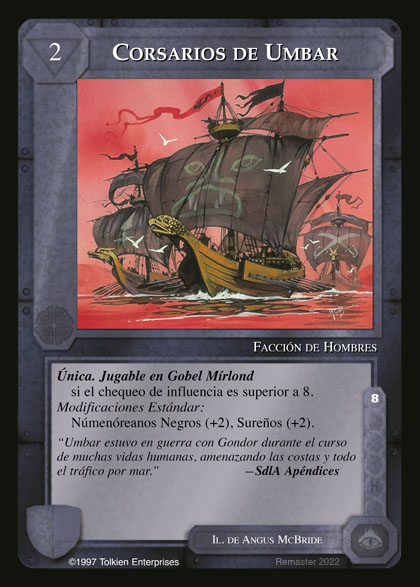 2
Corsarios de Umbar
Facción de Hombres
Única. Jugable en Gobel Mírlond
si el chequeo de influencia es superior a 8.
Modificaciones Estándar:
Númenóreanos Negros (+2), Sureños (+2).
“Umbar estuvo en guerra con Gondor durante el curso
de muchas vidas humanas, amenazando las costas y todo
el tráfico por mar.” —SdlA Apéndices
8
H
Il. de Angus McBride
©1997 Tolkien Enterprises
Remaster 2022